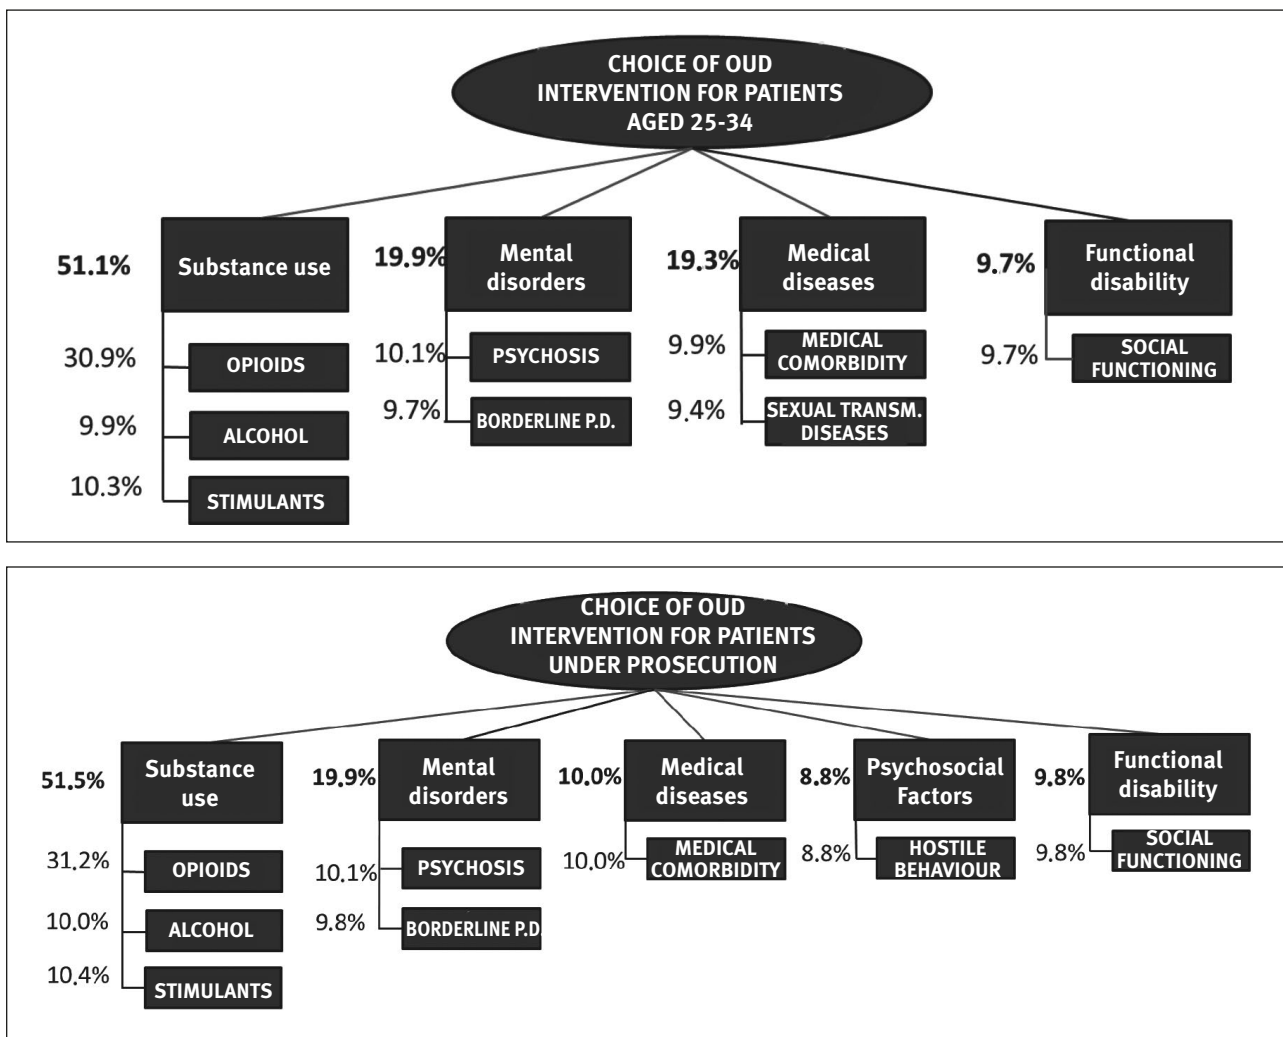 CHOICE OF OUD
INTERVENTION FOR PATIENTS
AGED 25-34
51.1%
Substance use
30.9%
OPIOIDS
9.9%
ALCOHOL
10.3%
STIMULANTS
19.9%
Mental
disorders
10.1%
PSYCHOSIS
9.7%
BORDERLINE P.D.
19.3%
Medical
diseases
9.9%
MEDICAL
COMORBIDITY
9.4%
SEXUAL TRANSM.
DISEASES
9.7%
Functional
disability
9.7%
SOCIAL
FUNCTIONING
CHOICE OF OUD
INTERVENTION FOR PATIENTS
UNDER PROSECUTION
51.5%
Substance
use
31.2%
OPIOIDS
10.0%
ALCOHOL
10.4%
STIMULANTS
19.9%
Mental
disorders
10.1%
PSYCHOSIS
9.8%
BORDERLINE P.D.
10.0%
Medical
diseases
10.0%
MEDICAL
COMORBIDITY
8.8%
Psychosocial
Factors
8.8%
HOSTILE
BEHAVIOUR
9.8%
Functional
disability
9.8%
SOCIAL
FUNCTIONING